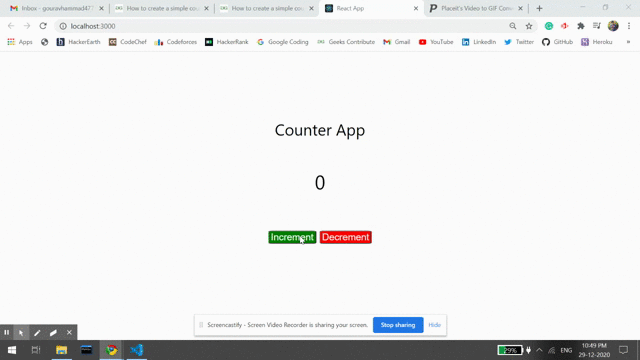 Inbox - gouravhammad47
How to create a simple cou
How to create a simple cou
React App
Placeit's Video to GIF Conv
localhost:3000
Apps
HackerEarth
CodeChef
Codeforces
HackerRank
Google Coding
Geeks Contribute
Gmail
YouTube
LinkedIn
Twitter
GitHub
Heroku
Counter App
0
Increment
Decrement
Screencastify - Screen Video Recorder is sharing your screen.
Stop sharing
Hide
29%
ENG
10:49 PM
29-12-2020